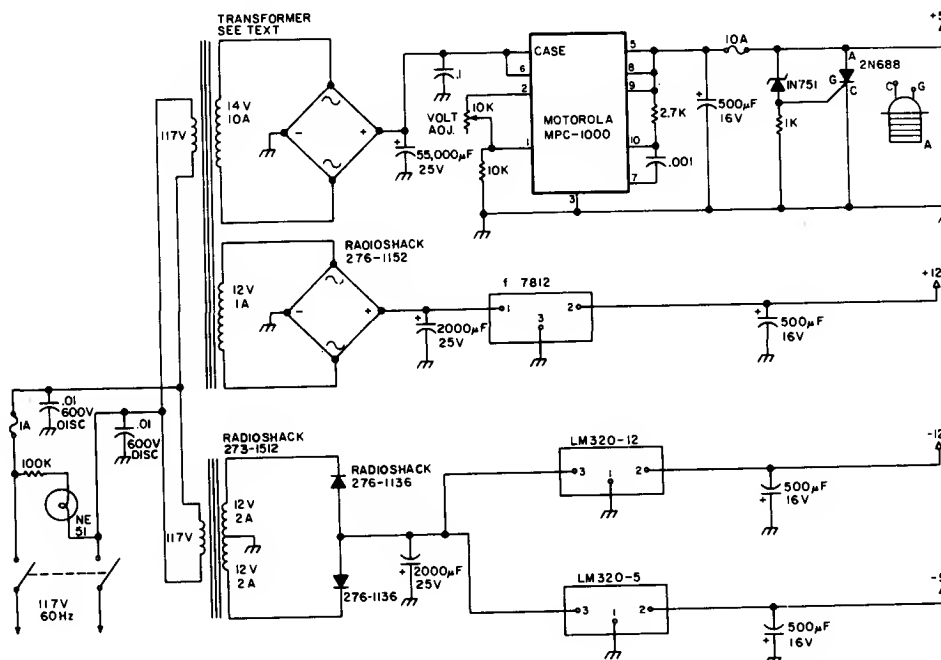 TRANSFORMER
SEE TEXT
117V
14V
10A
~
~
-
+
55,000µF
25V
.1
10K
VOLT
AOJ.
10K
CASE
6
2
1
MOTOROLA
MPC-1000
3
5
8
9
10
7
2.7K
.001
+
500µF
16V
10A
1N751
1K
A
2N688
G
C
C
G
A
+5
12V
1A
RADIOSHACK
276-1152
~
~
-
+
+
2000µF
25V
f 7812
1
2
3
+
500µF
16V
+12
1A
.01
600V
OISC
.01
600V
DISC
100K
NE
51
117V
60Hz
117V
RADIOSHACK
273-1512
12V
2A
12V
2A
RADIOSHACK
276-1136
276-1136
+
2000µF
25V
LM320-12
3
2
1
+
500µF
16V
-12
LM320-5
3
2
1
+
500µF
16V